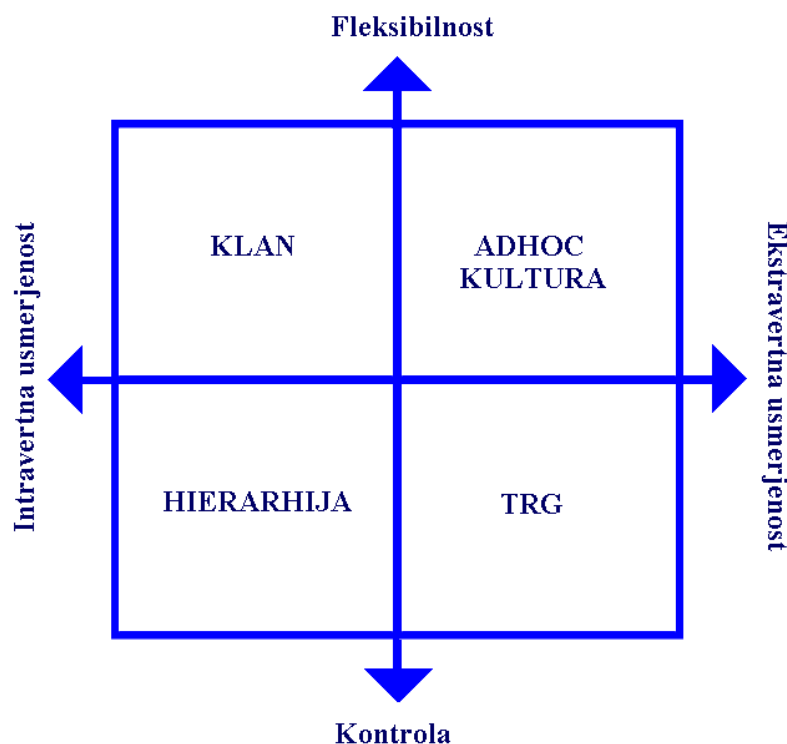 Fleksibilnost
Intravertna usmerjenost
KLAN
ADHOC
KULTURA
Ekstravertna usmerjenost
HIERARHIJA
TRG
Kontrola